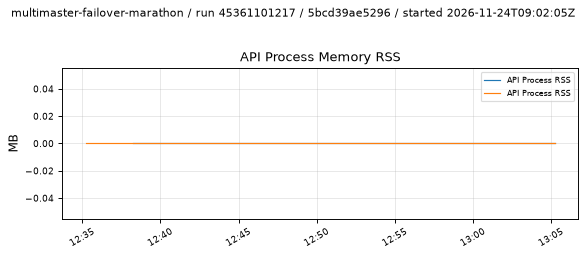 multimaster-failover-marathon / run 45361101217 / 5bcd39ae5296 / started 2026-11-24T09:02:05Z
API Process Memory RSS
API Process RSS
API Process RSS
MB
0.04
0.02
0.00
−0.02
−0.04
12:35
12:40
12:45
12:50
12:55
13:00
13:05